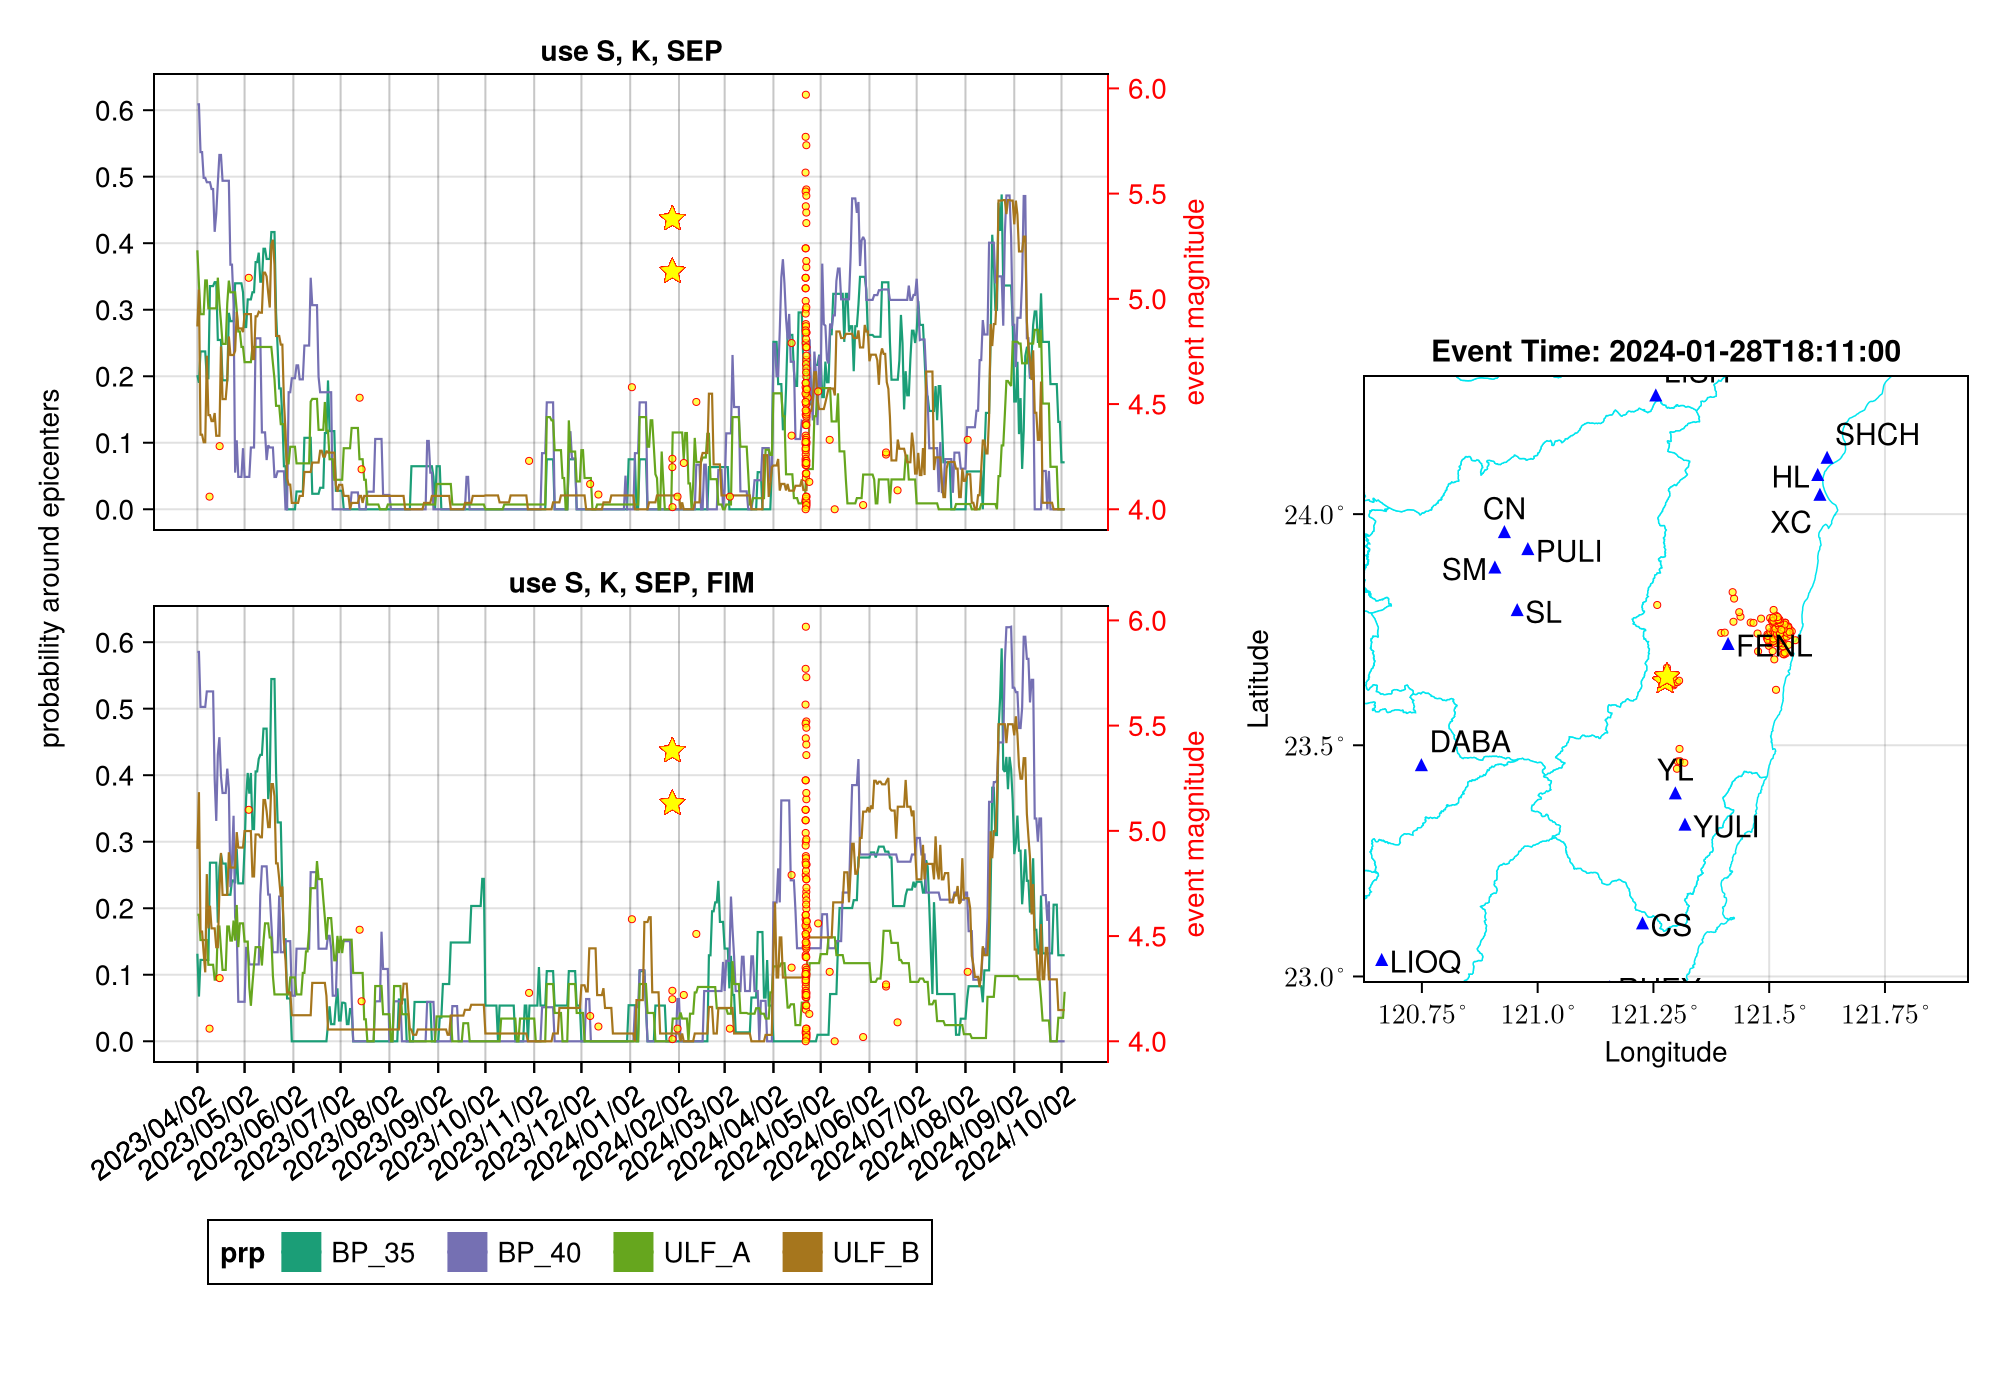 use S, K, SEP
0.6
0.5
0.4
0.3
0.2
0.1
0.0
6.0
5.5
5.0
4.5
4.0
event magnitude
probability around epicenters
use S, K, SEP, FIM
0.6
0.5
0.4
0.3
0.2
0.1
0.0
6.0
5.5
5.0
4.5
4.0
event magnitude
2023/04/02
2023/05/02
2023/06/02
2023/07/02
2023/08/02
2023/09/02
2023/10/02
2023/11/02
2023/12/02
2024/01/02
2024/02/02
2024/03/02
2024/04/02
2024/05/02
2024/06/02
2024/07/02
2024/08/02
2024/09/02
2024/10/02
prp BP_35 BP_40 ULF_A ULF_B
Event Time: 2024-01-28T18:11:00
SHCH
HL
XC
CN
PULI
SM
SL
FENL
DABA
YL
YULI
CS
LIOQ
24.0°
23.5°
23.0°
Latitude
120.75° 121.0° 121.25° 121.5° 121.75°
Longitude